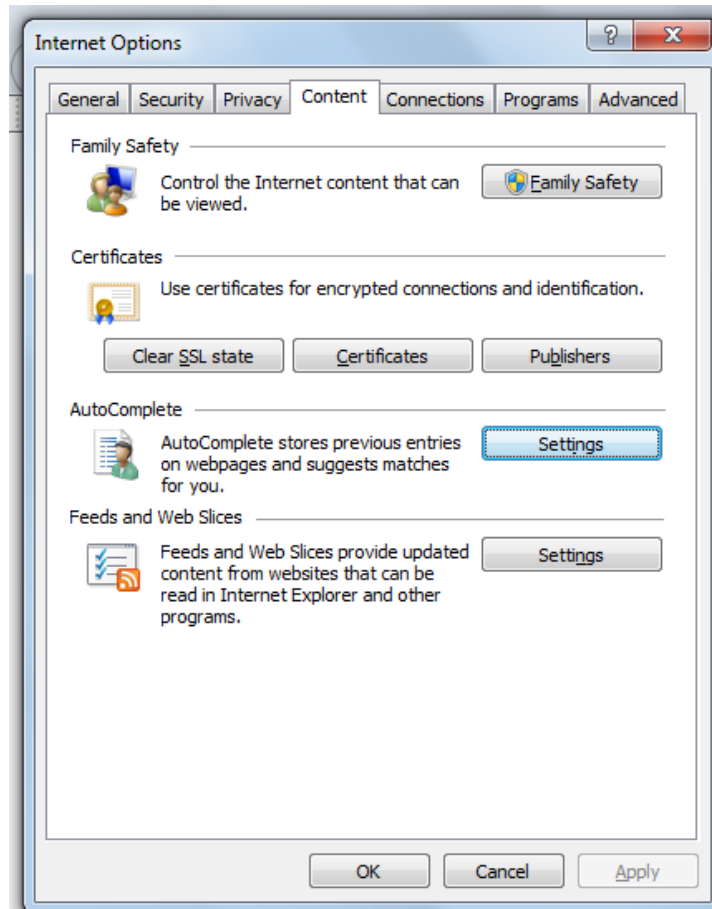 Internet Options
General Security Privacy Content Connections Programs Advanced
Family Safety
Control the Internet content that can
be viewed.
Family Safety
Certificates
Use certificates for encrypted connections and identification.
Clear SSL state Certificates Publishers
AutoComplete
AutoComplete stores previous entries
on webpages and suggests matches
for you.
Settings
Feeds and Web Slices
Feeds and Web Slices provide updated
content from websites that can be
read in Internet Explorer and other
programs.
Settings
OK Cancel Apply